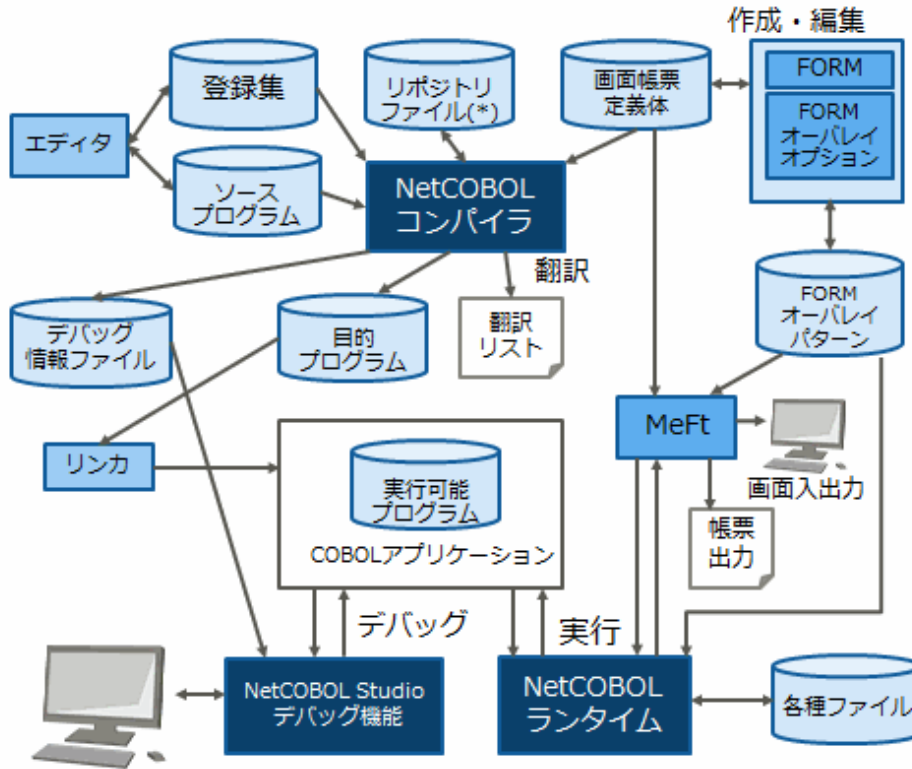 作成・編集
登録集
リポジトリ
ファイル(*)
画面帳票
定義体
FORM
FORM
オーバレイ
オプション
エディタ
ソース
プログラム
NetCOBOL
コンパイラ
翻訳
デバッグ
情報ファイル
目的
プログラム
翻訳
リスト
FORM
オーバレイ
パターン
MeFt
リンカ
実行可能
プログラム
COBOLアプリケーション
画面入出力
帳票
出力
デバッグ
実行
NetCOBOL Studio
デバッグ機能
NetCOBOL
ランタイム
各種ファイル